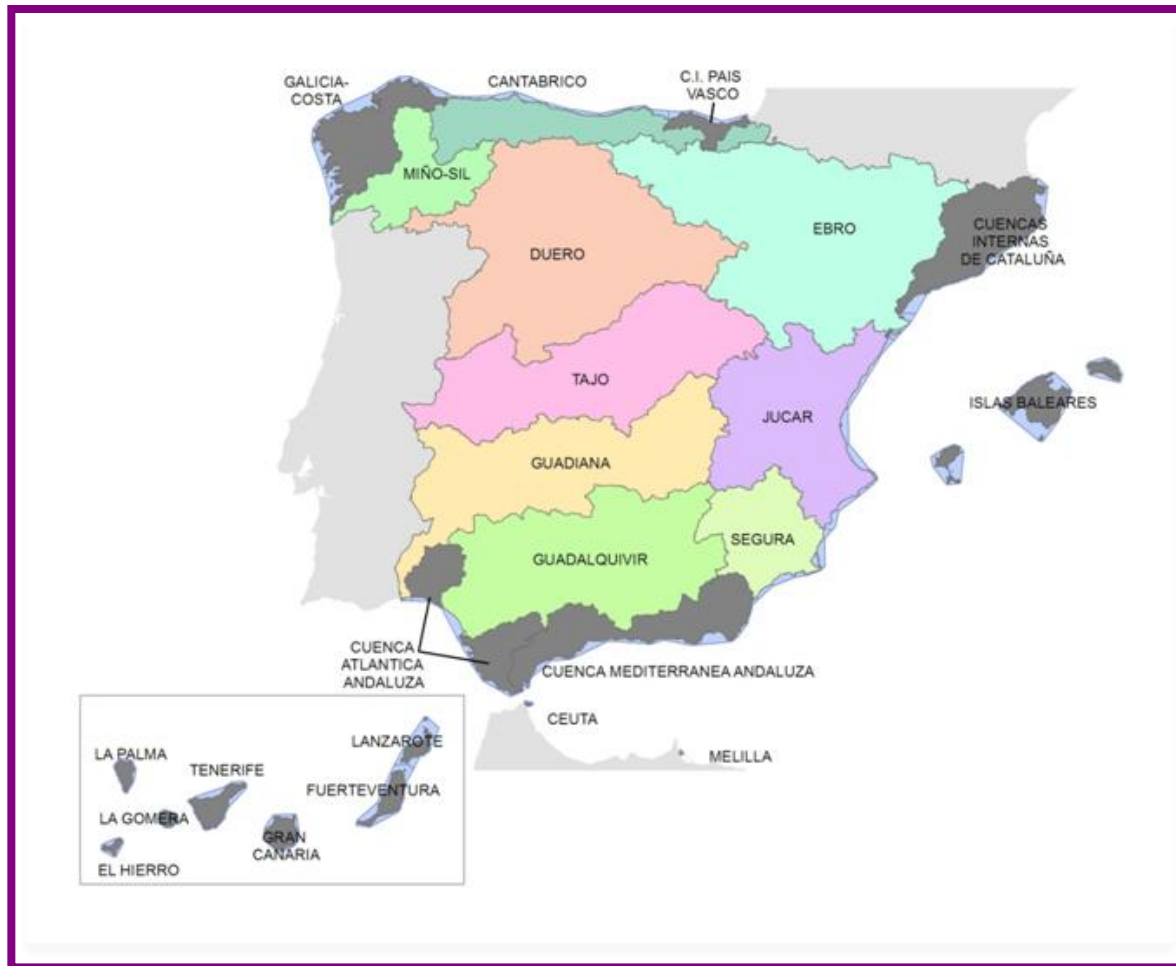 GALICIA-
COSTA
CANTABRICO
C.I. PAIS
VASCO
MIÑO-SIL
DUERO
EBRO
CUENCAS
INTERNAS
DE CATALUÑA
TAJO
JUCAR
ISLAS BALEARES
GUADIANA
SEGURA
GUADALQUIVIR
CUENCA
ATLANTICA
ANDALUZA
CUENCA MEDITERRANEA ANDALUZA
CEUTA
MELILLA
LA PALMA
TENERIFE
LANZAROTE
FUERTEVENTURA
LA GOMERA
GRAN
CANARIA
EL HIERRO